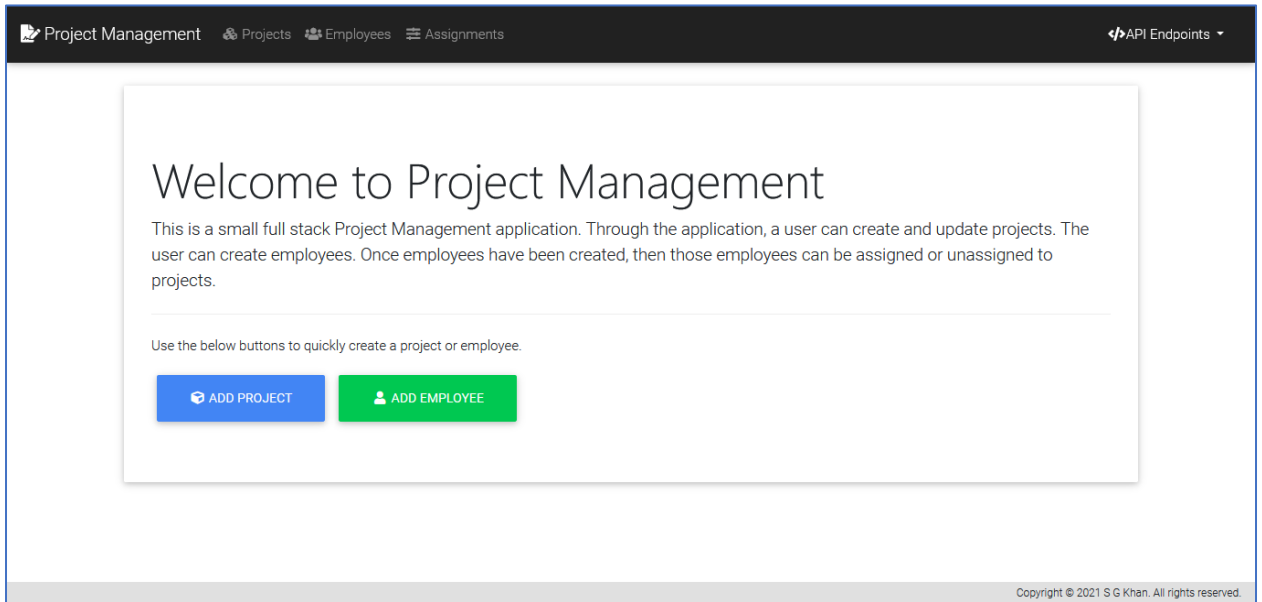 Project Management Projects Employees Assignments </>API Endpoints
Welcome to Project Management
This is a small full stack Project Management application. Through the application, a user can create and update projects. The
user can create employees. Once employees have been created, then those employees can be assigned or unassigned to
projects.
Use the below buttons to quickly create a project or employee.
ADD PROJECT ADD EMPLOYEE
Copyright © 2021 S G Khan. All rights reserved.